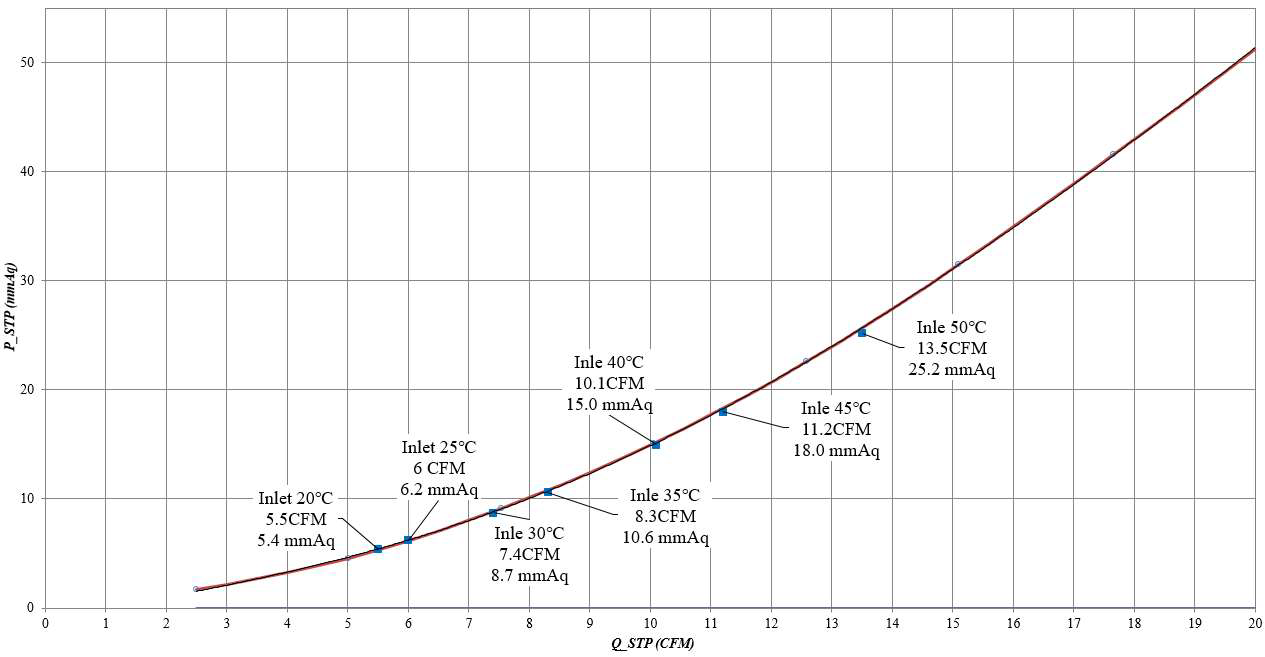 50
40
30
20
10
0
P_STP (mmAq)
Inlet 20°C
5.5CFM
5.4 mmAq
Inlet 25°C
6 CFM
6.2 mmAq
Inle 30°C
7.4CFM
8.7 mmAq
Inle 35°C
8.3CFM
10.6 mmAq
Inle 40°C
10.1CFM
15.0 mmAq
Inle 45°C
11.2CFM
18.0 mmAq
Inle 50°C
13.5CFM
25.2 mmAq
0 1 2 3 4 5 6 7 8 9 10 11 12 13 14 15 16 17 18 19 20
Q_STP (CFM)